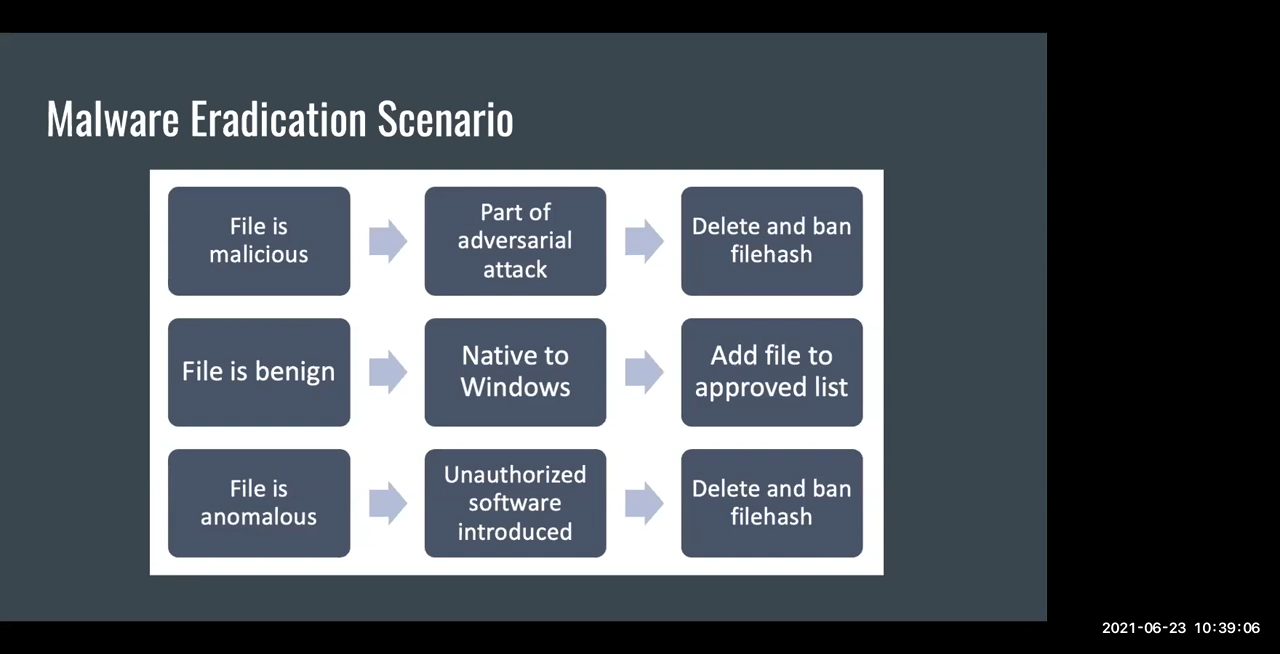 Malware Eradication Scenario
File is
malicious
Part of
adversarial
attack
Delete and ban
filehash
File is benign
Native to
Windows
Add file to
approved list
File is
anomalous
Unauthorized
software
introduced
Delete and ban
filehash
2021-06-23 10:39:06